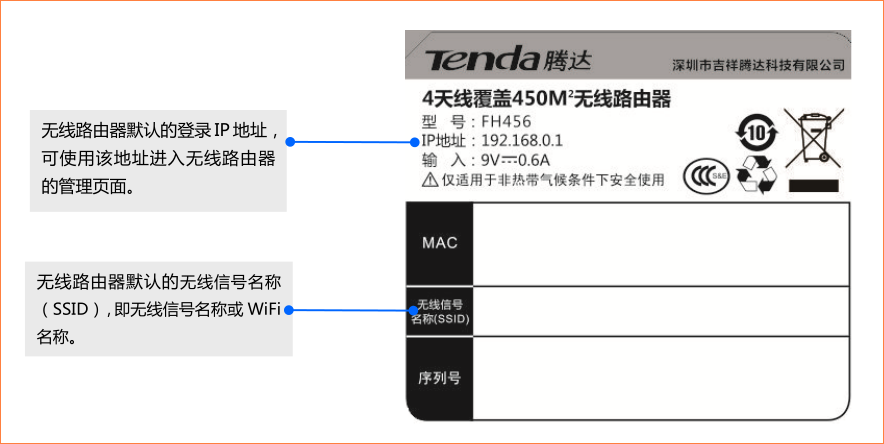 Tenda腾达
深圳市吉祥腾达科技有限公司
4天线覆盖450M²无线路由器
型 号：FH456
IP地址：192.168.0.1
输 入：9V⎓0.6A
⚠仅适用于非热带气候条件下安全使用
10
CCC S&E
无线路由器默认的登录 IP 地址，
可使用该地址进入无线路由器
的管理页面。
MAC
无线路由器默认的无线信号名称
（SSID），即无线信号名称或 WiFi
名称。
无线信号
名称(SSID)
序列号